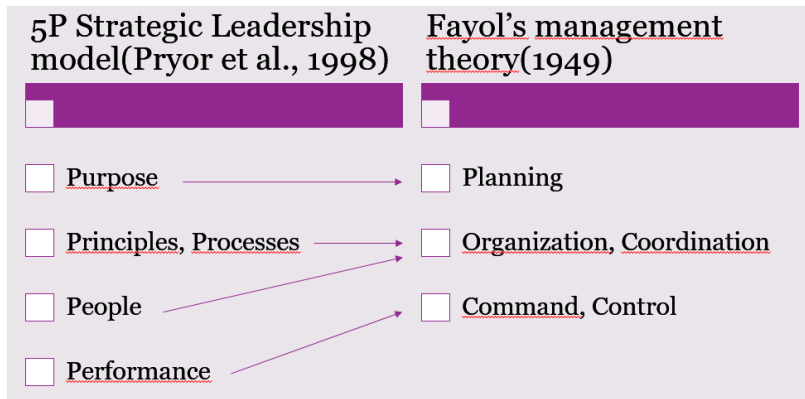 5P Strategic Leadership
model(Pryor et al., 1998)
Purpose
Principles, Processes
People
Performance
Fayol’s management
theory(1949)
Planning
Organization, Coordination
Command, Control